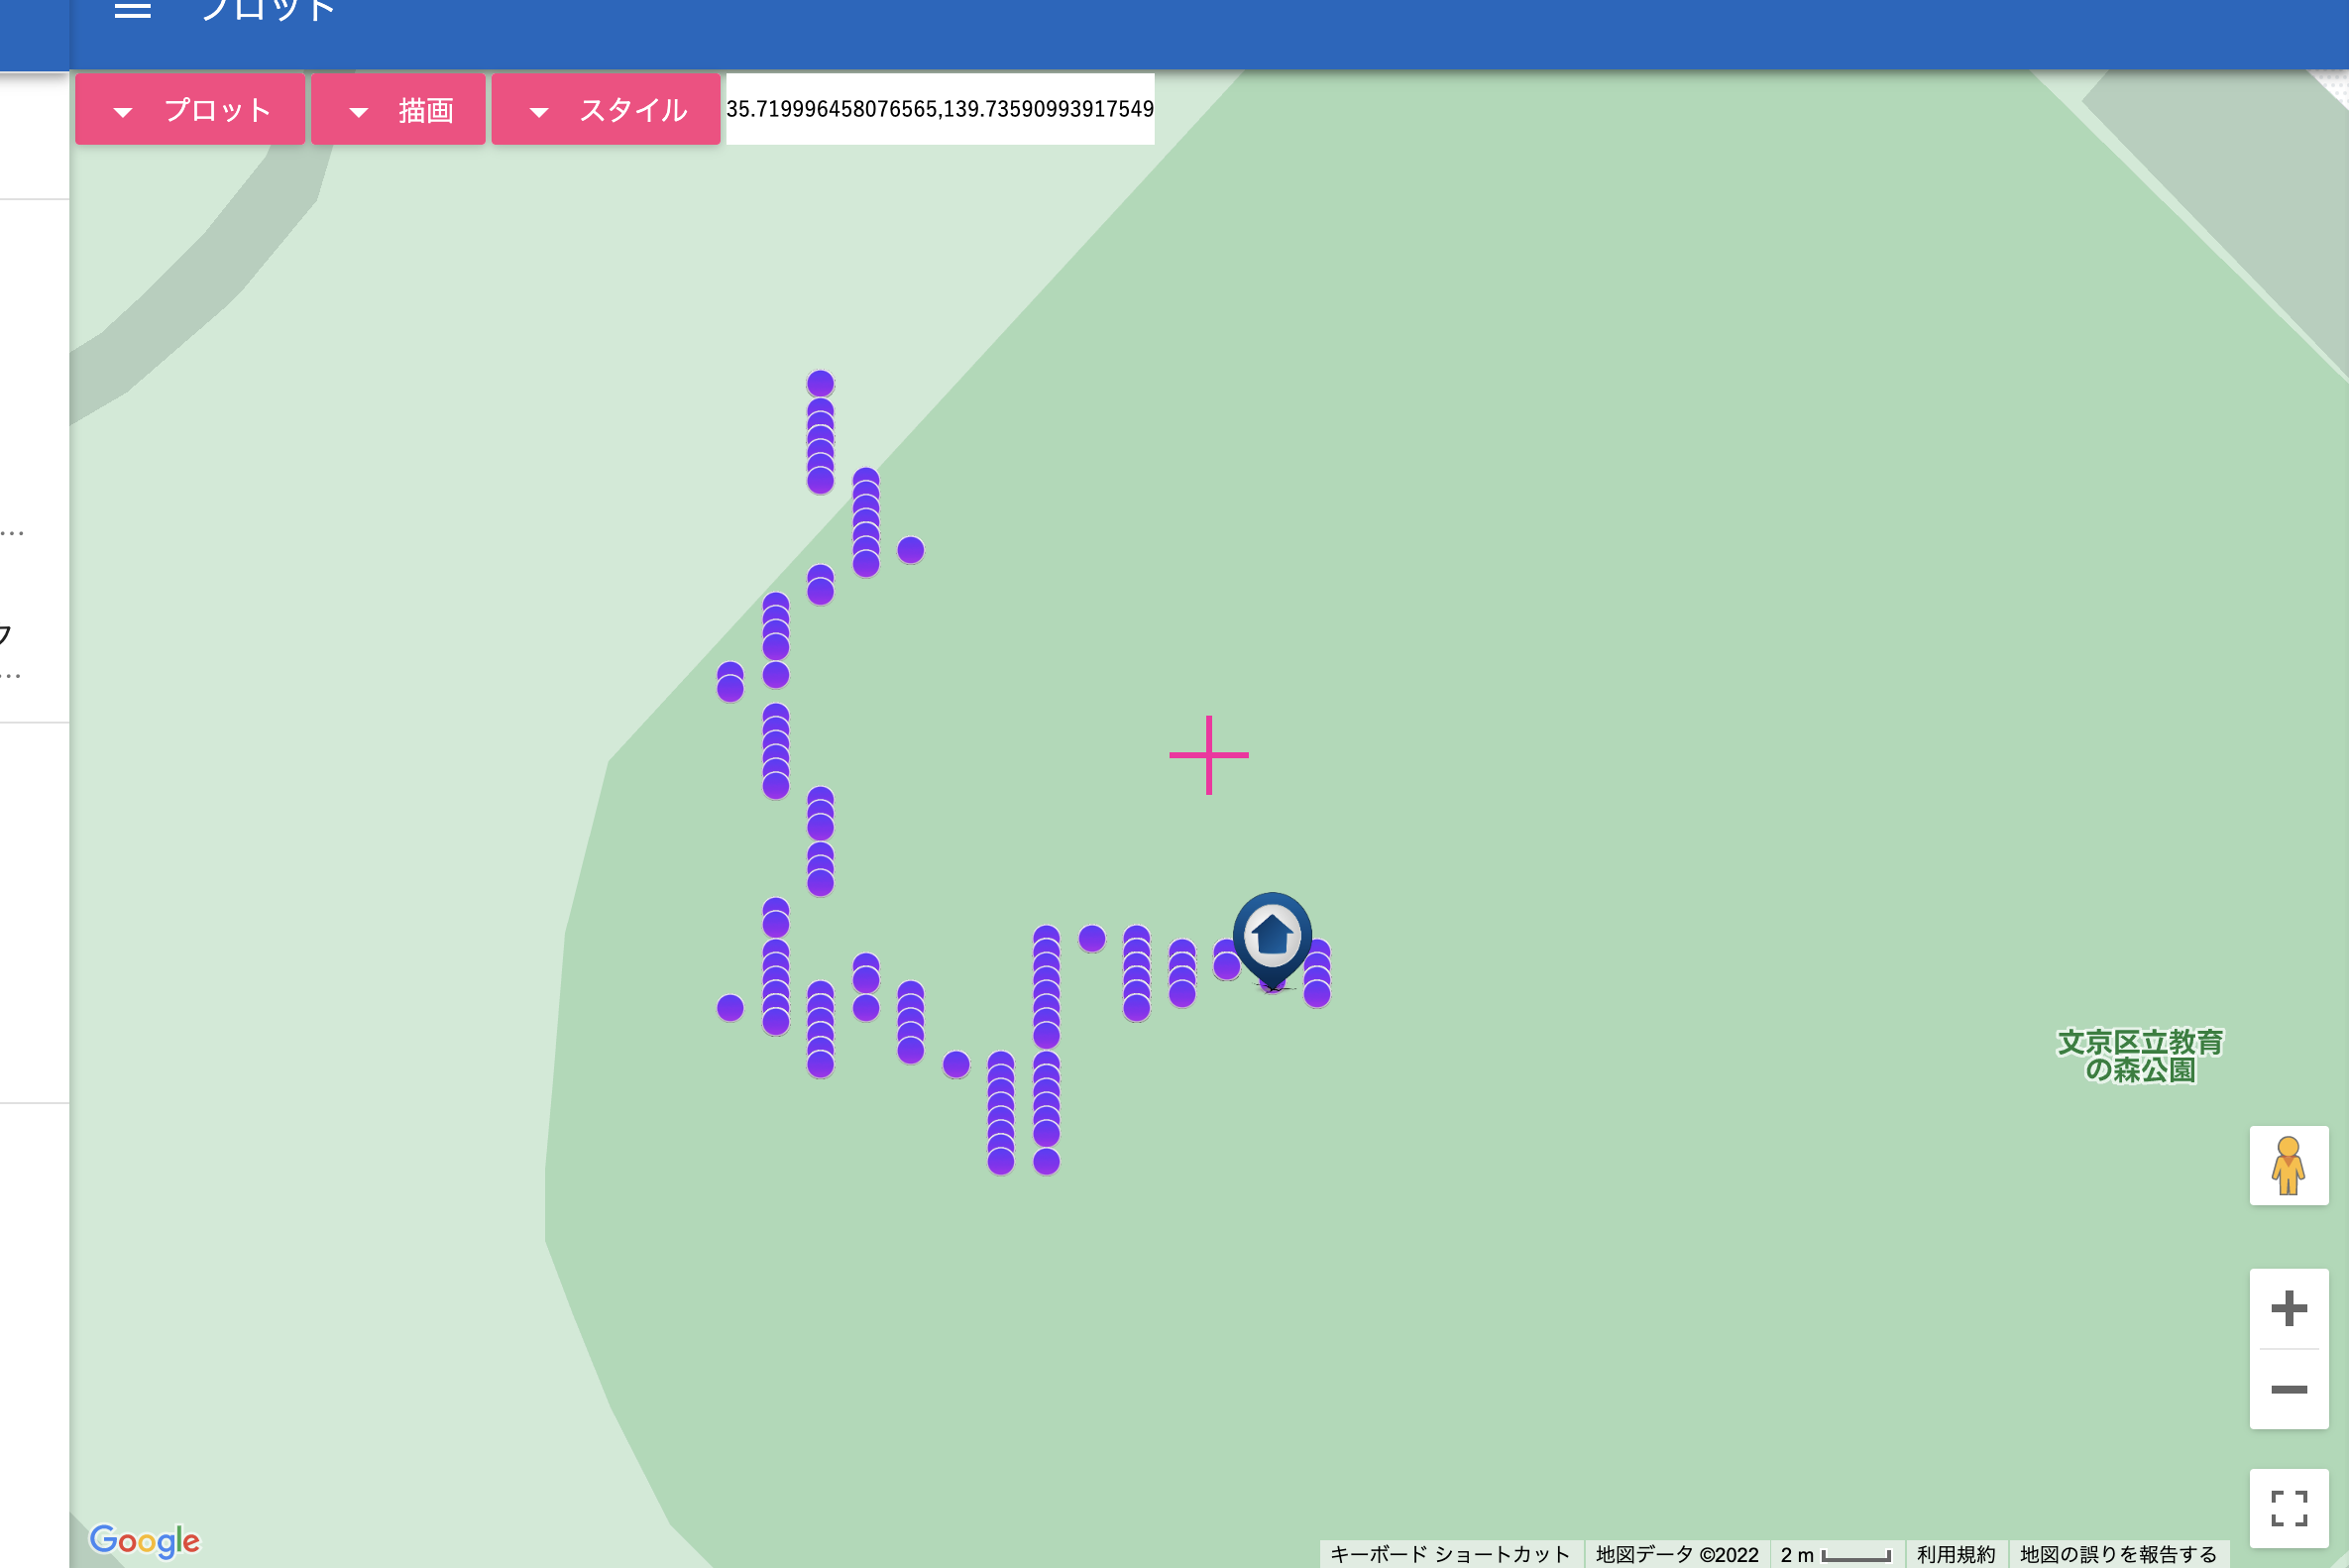 プロット
プロット
描画
スタイル
35.719996458076565,139.73590993917549
...
ク
...
文京区立教育
の森公園
Google
キーボード ショートカット
地図データ ©2022
2 m
利用規約
地図の誤りを報告する